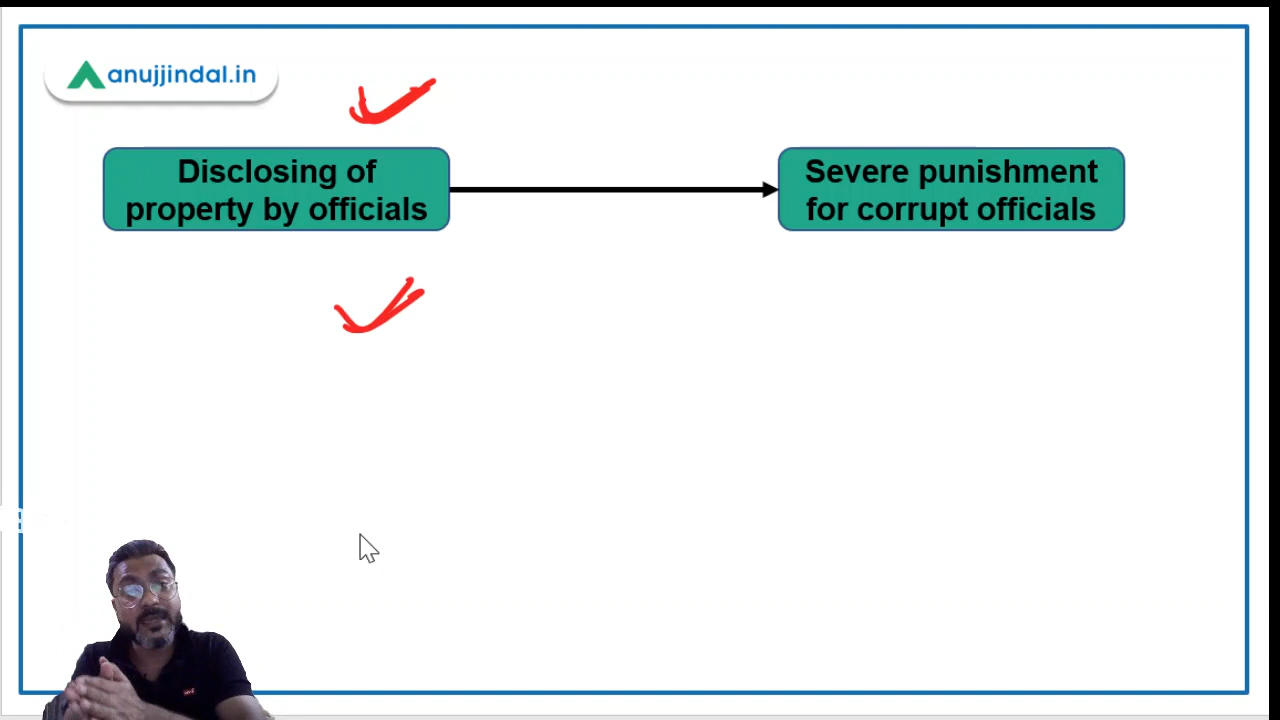 anujjindal.in
Disclosing of
property by officials
Severe punishment
for corrupt officials